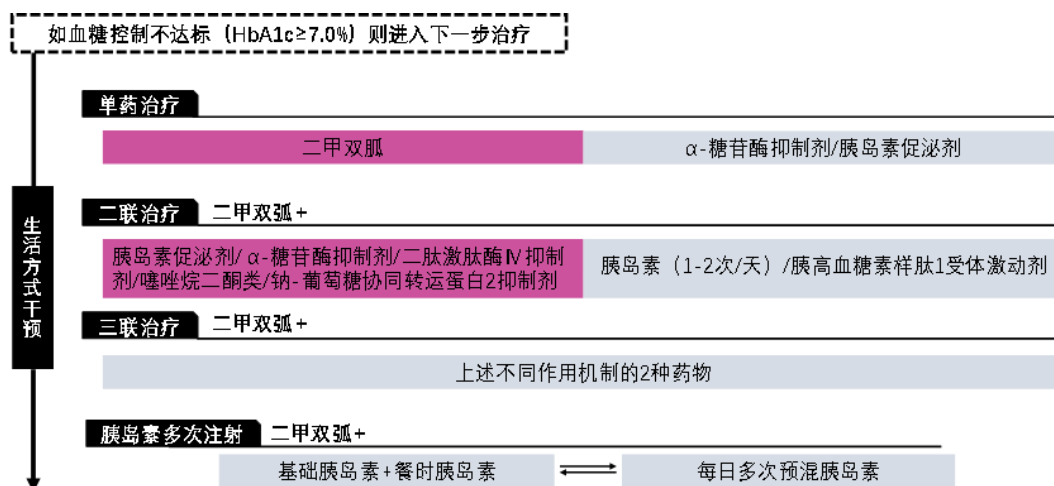 如血糖控制不达标（HbA1c≥7.0%）则进入下一步治疗
单药治疗
二甲双胍
α-糖苷酶抑制剂/胰岛素促泌剂
生活方式干预
二联治疗 二甲双弧+
胰岛素促泌剂/ α-糖苷酶抑制剂/二肽激肽酶Ⅳ抑制
剂/噻唑烷二酮类/钠-葡萄糖协同转运蛋白2抑制剂
胰岛素（1-2次/天）/胰高血糖素样肽1受体激动剂
三联治疗 二甲双弧+
上述不同作用机制的2种药物
胰岛素多次注射 二甲双弧+
基础胰岛素+餐时胰岛素
每日多次预混胰岛素